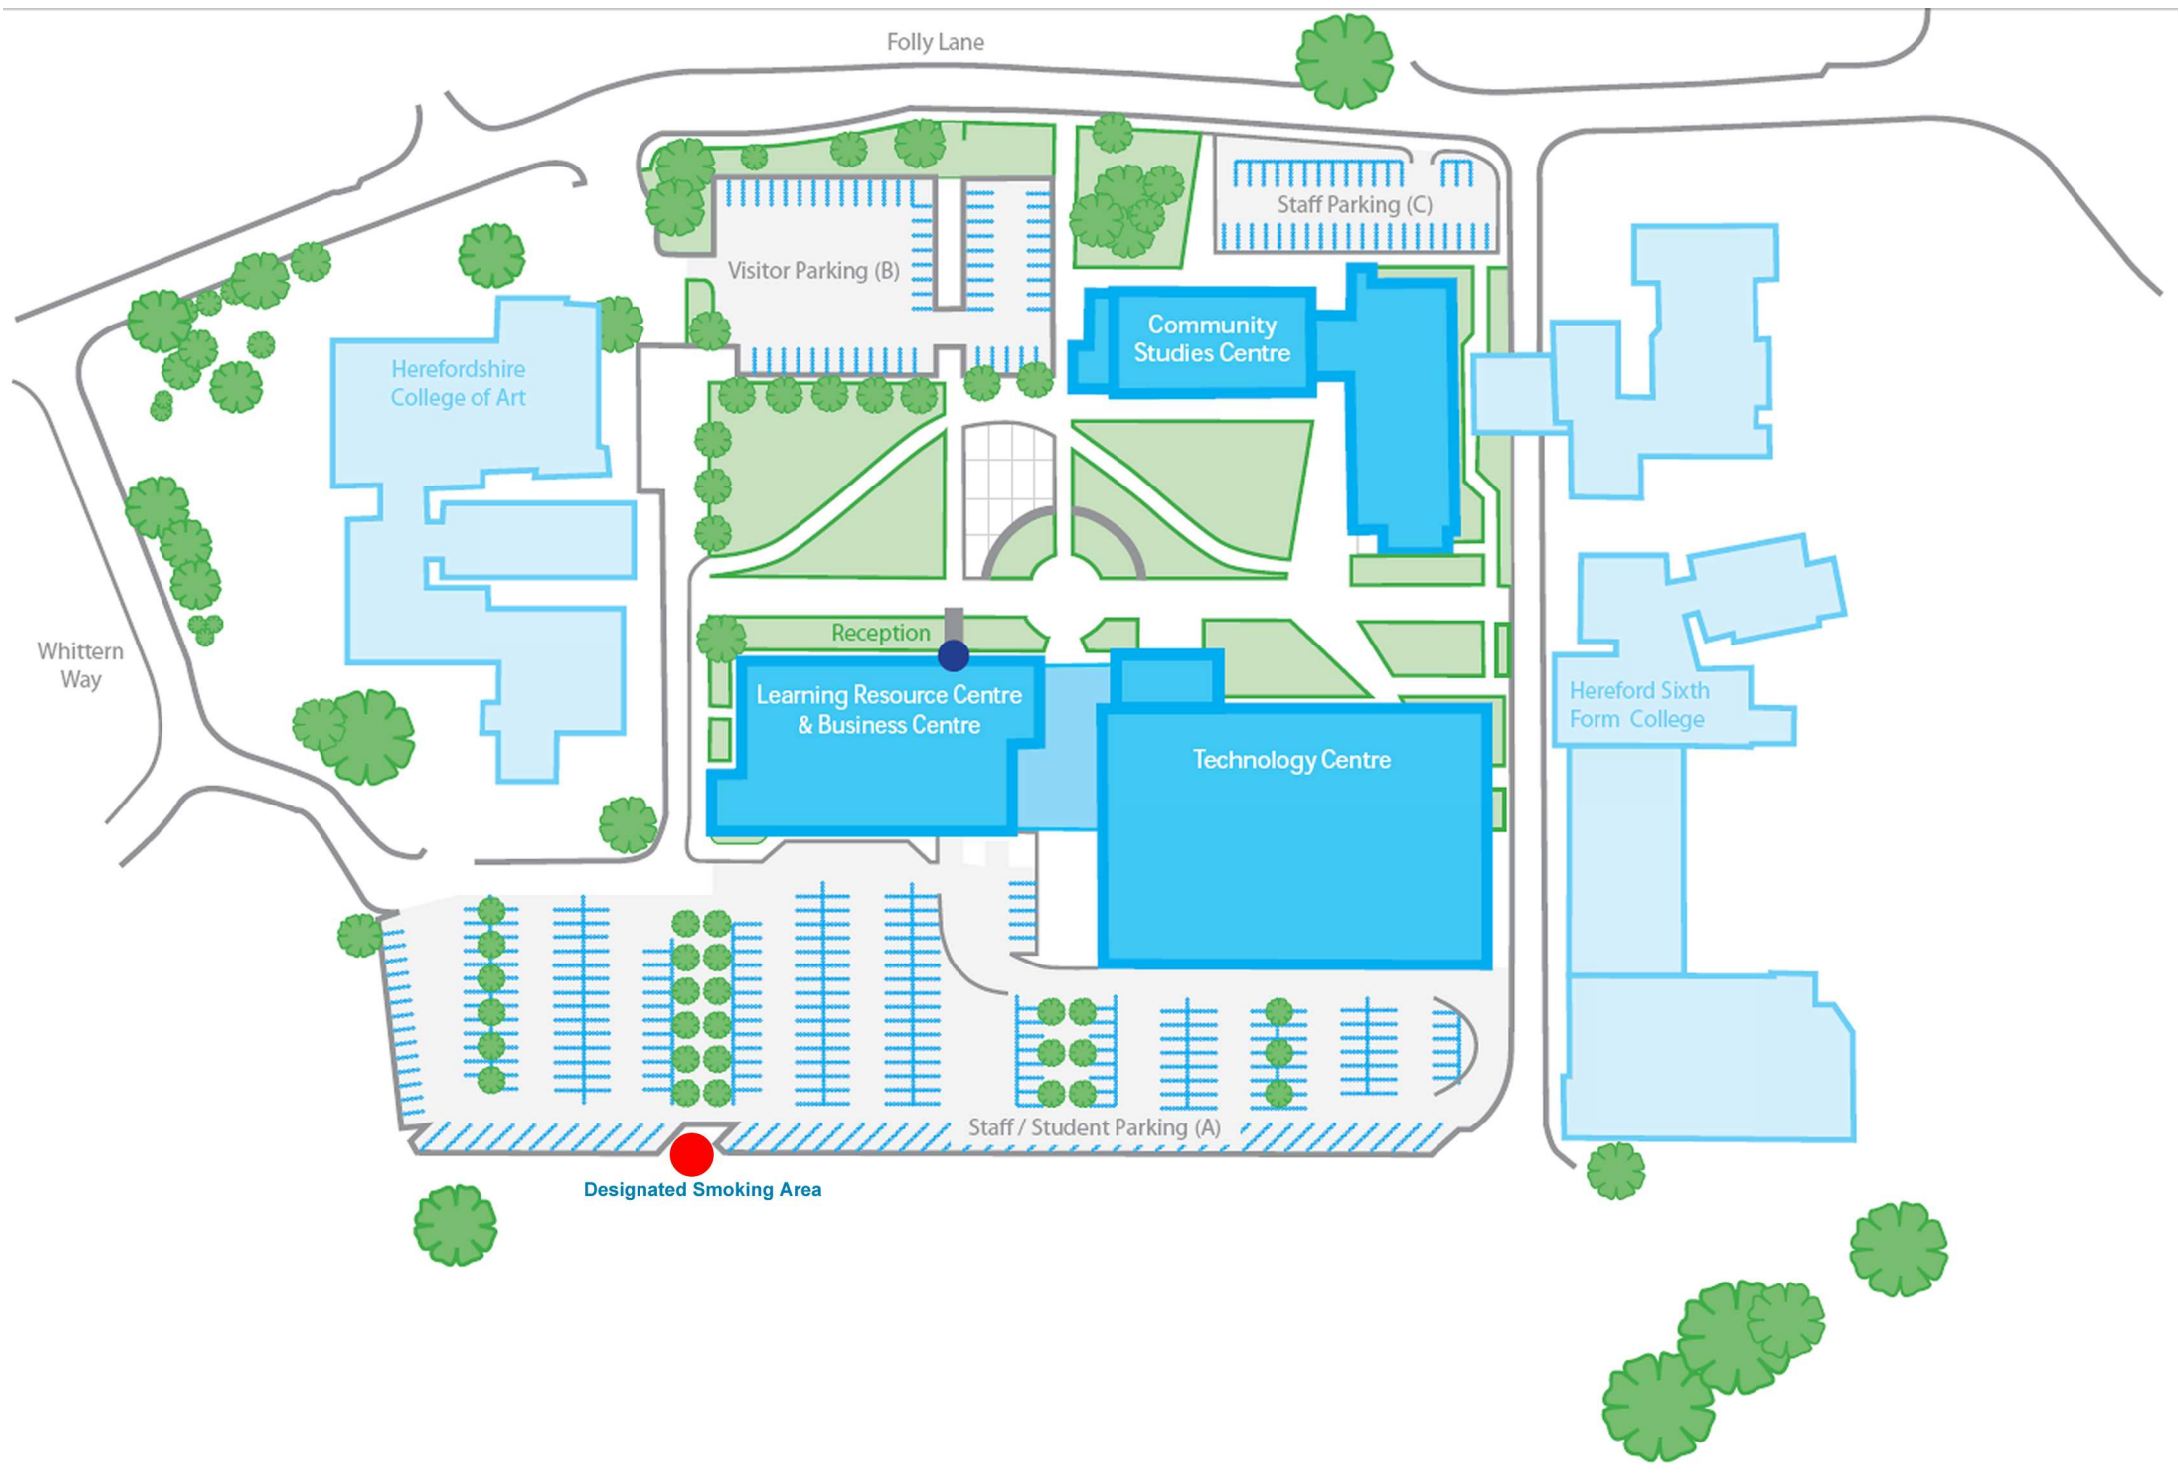 Folly Lane
Staff Parking (C)
Visitor Parking (B)
Community
Studies Centre
Herefordshire
College of Art
Reception
Whittern
Way
Learning Resource Centre
& Business Centre
Hereford Sixth
Form College
Technology Centre
Staff / Student Parking (A)
Designated Smoking Area